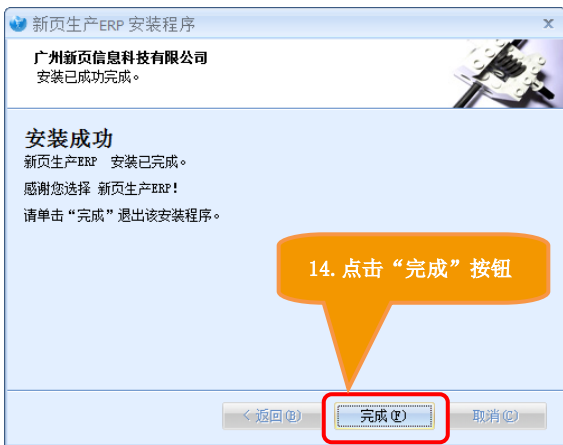 新页生产ERP 安装程序
广州新页信息科技有限公司
安装已成功完成。
安装成功
新页生产ERP 安装已完成。
感谢您选择 新页生产ERP!
请单击“完成”退出该安装程序。
14. 点击“完成”按钮
< 返回(B) 完成(F) 取消(C)